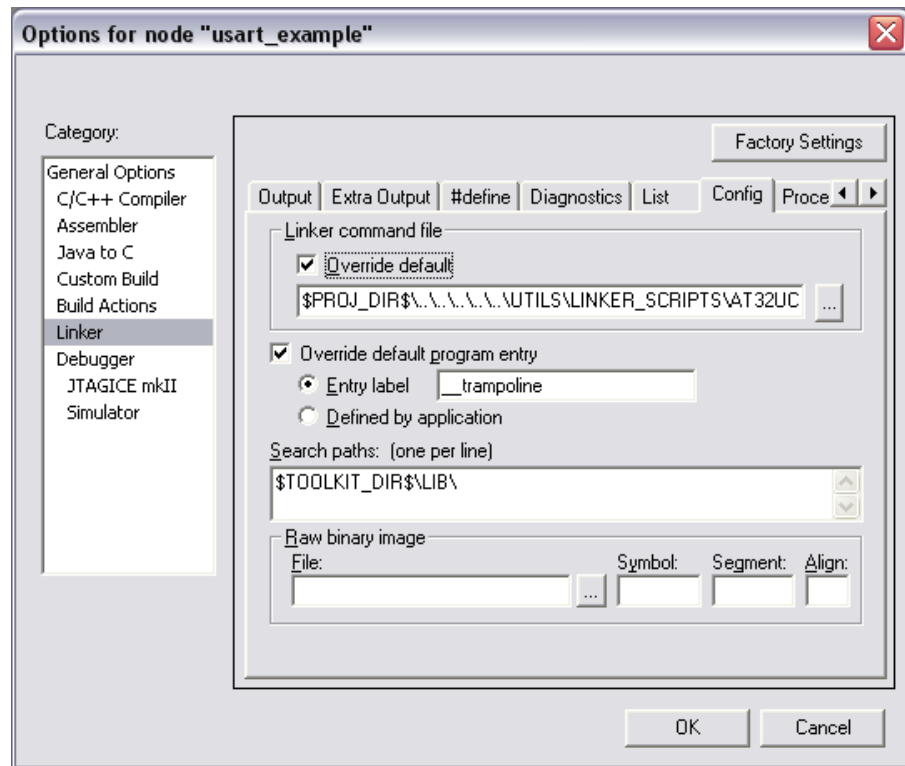 Options for node "usart_example"
Category:
General Options
C/C++ Compiler
Assembler
Java to C
Custom Build
Build Actions
Linker
Debugger
JTAGICE mkII
Simulator
Factory Settings
Output Extra Output #define Diagnostics List Config Proce
Linker command file
Override default
$PROJ_DIR$\..\..\..\..\..\UTILS\LINKER_SCRIPTS\AT32UC
...
Override default program entry
Entry label __trampoline
Defined by application
Search paths: (one per line)
$TOOLKIT_DIR$\LIB\
Raw binary image
File: Symbol: Segment: Align:
...
OK Cancel